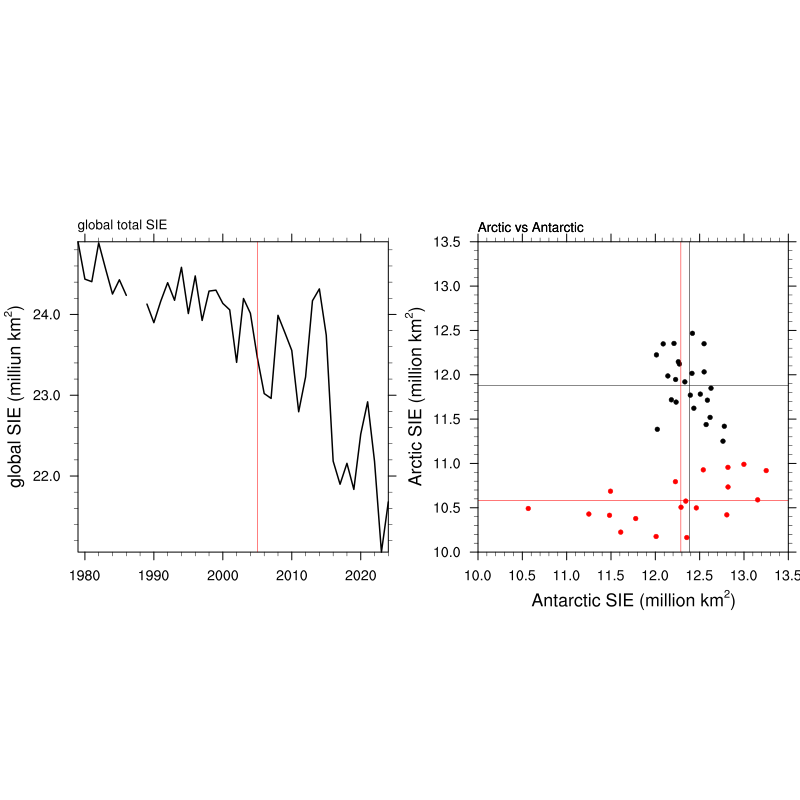 global total SIE
global SIE (milliun km²)
24.0
23.0
22.0
1980 1990 2000 2010 2020
Arctic vs Antarctic
Arctic SIE (million km²)
13.5
13.0
12.5
12.0
11.5
11.0
10.5
10.0
10.0 10.5 11.0 11.5 12.0 12.5 13.0 13.5
Antarctic SIE (million km²)